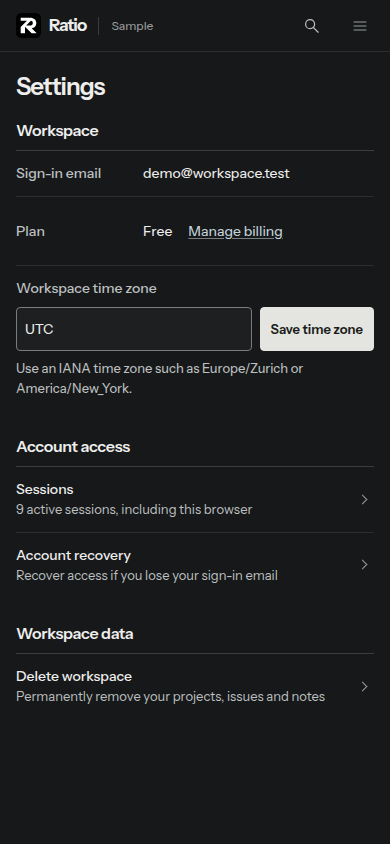 Ratio
Sample
Settings
Workspace
Sign-in email demo@workspace.test
Plan Free Manage billing
Workspace time zone
UTC Save time zone
Use an IANA time zone such as Europe/Zurich or
America/New_York.
Account access
Sessions
9 active sessions, including this browser
Account recovery
Recover access if you lose your sign-in email
Workspace data
Delete workspace
Permanently remove your projects, issues and notes